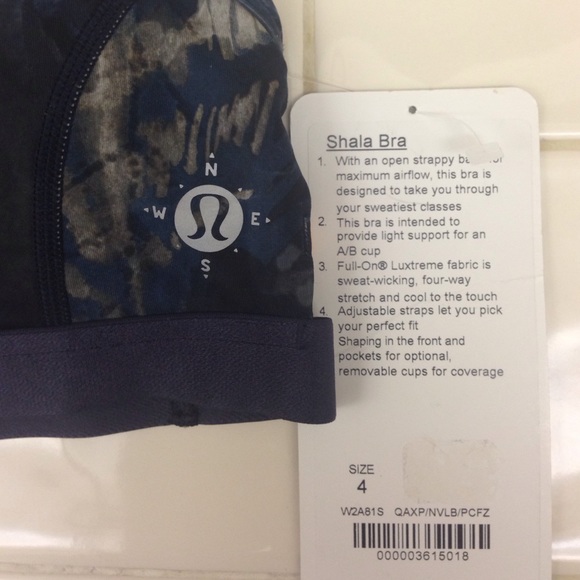 N
W E
S
Shala Bra
1. With an open strappy
maximum airflow, this bra is
designed to take you through
your sweatiest classes
2. This bra is intended to
provide light support for an
A/B cup
3. Full-On® Luxtreme fabric is
sweat-wicking, four-way
stretch and cool to the touch
4. Adjustable straps let you pick
your perfect fit
Shaping in the front and
pockets for optional,
removable cups for coverage
SIZE
4
W2A81S QAXP/NVLB/PCFZ
000003615018